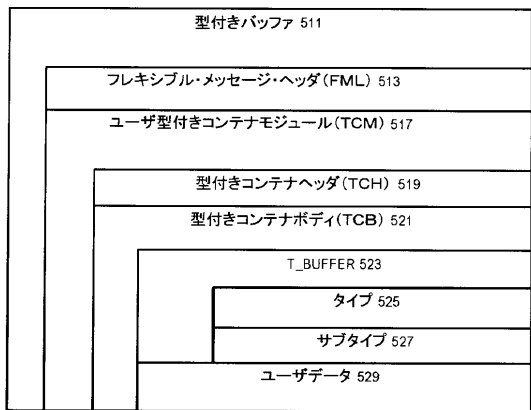 型付きバッファ 511
フレキシブル・メッセージ・ヘッダ(FML) 513
ユーザ型付きコンテナモジュール(TCM) 517
型付きコンテナヘッダ(TCH) 519
型付きコンテナボディ(TCB) 521
T_BUFFER 523
タイプ 525
サブタイプ 527
ユーザデータ 529